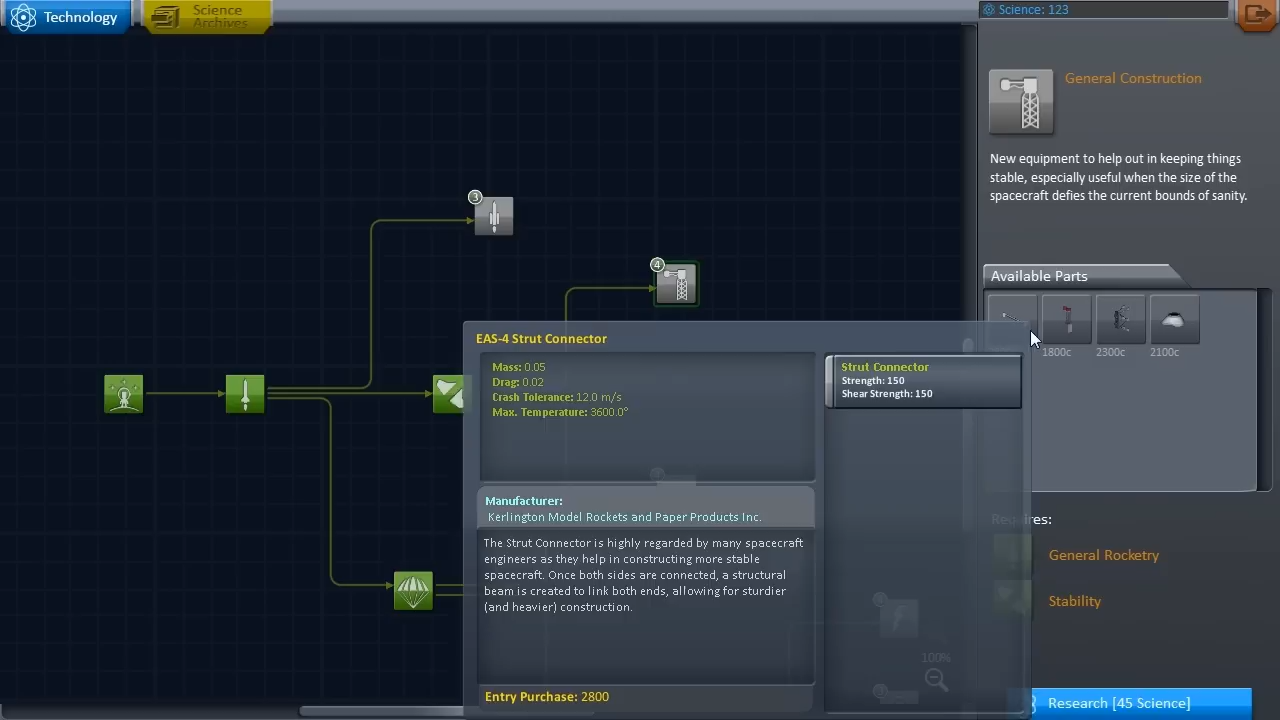 Technology
Science
Archives
Science: 123
General Construction
New equipment to help out in keeping things
stable, especially useful when the size of the
spacecraft defies the current bounds of sanity.
3
4
Available Parts
1800c
2300c
2100c
EAS-4 Strut Connector
Mass: 0.05
Drag: 0.02
Crash Tolerance: 12.0 m/s
Max. Temperature: 3600.0°
Strut Connector
Strength: 150
Shear Strength: 150
Manufacturer:
Kerlington Model Rockets and Paper Products Inc.
The Strut Connector is highly regarded by many spacecraft
engineers as they help in constructing more stable
spacecraft. Once both sides are connected, a structural
beam is created to link both ends, allowing for sturdier
(and heavier) construction.
Entry Purchase: 2800
Requires:
General Rocketry
Stability
100%
Research [45 Science]